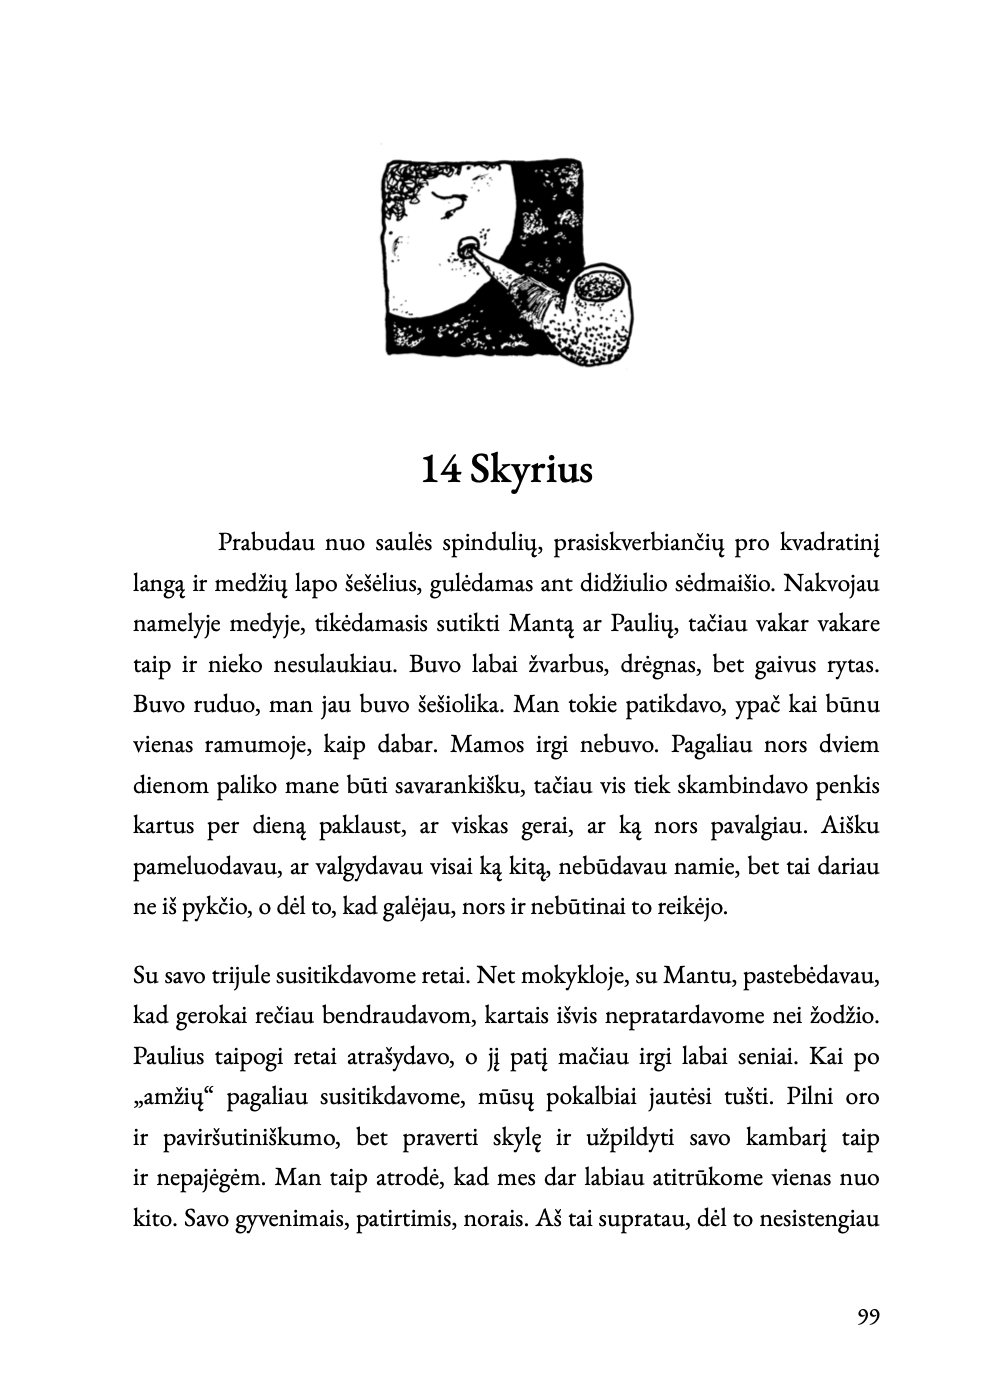 14 Skyrius
Prabudau nuo saulės spindulių, prasiskverbiančių pro kvadratinį
langą ir medžių lapo šešėlius, gulėdamas ant didžiulio sėdmaišio. Nakvojau
namelyje medyje, tikėdamasis sutikti Mantą ar Paulių, tačiau vakar vakare
taip ir nieko nesulaukiau. Buvo labai žvarbus, drėgnas, bet gaivus rytas.
Buvo ruduo, man jau buvo šešiolika. Man tokie patikdavo, ypač kai būnu
vienas ramumoje, kaip dabar. Mamos irgi nebuvo. Pagaliau nors dviem
dienom paliko mane būti savarankišku, tačiau vis tiek skambindavo penkis
kartus per dieną paklaust, ar viskas gerai, ar ką nors pavalgiau. Aišku
pameluodavau, ar valgydavau visai ką kitą, nebūdavau namie, bet tai dariau
ne iš pykčio, o dėl to, kad galėjau, nors ir nebūtinai to reikėjo.
Su savo trijule susitikdavome retai. Net mokykloje, su Mantu, pastebėdavau,
kad gerokai rečiau bendraudavom, kartais išvis nepratardavome nei žodžio.
Paulius taipogi retai atrašydavo, o jį patį mačiau irgi labai seniai. Kai po
„amžių“ pagaliau susitikdavome, mūsų pokalbiai jautėsi tušti. Pilni oro
ir paviršutiniškumo, bet praverti skylę ir užpildyti savo kambarį taip
ir nepajėgėm. Man taip atrodė, kad mes dar labiau atitrūkome vienas nuo
kito. Savo gyvenimais, patirtimis, norais. Aš tai supratau, dėl to nesistengiau
99